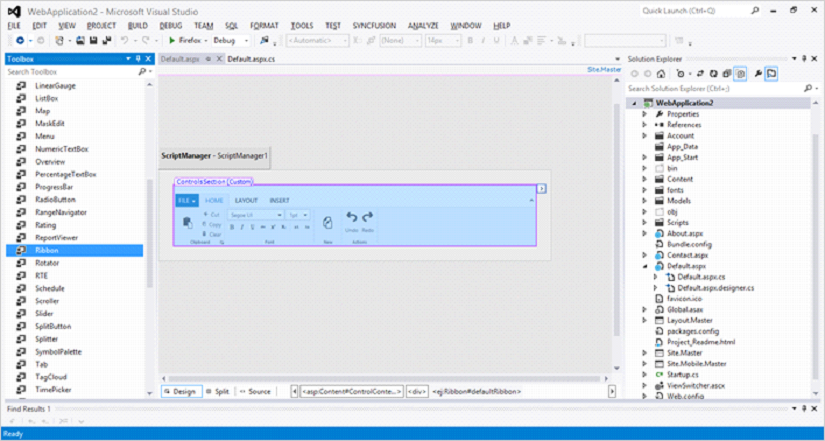 WebApplication2 - Microsoft Visual Studio
Quick Launch (Ctrl+Q)
FILE EDIT VIEW PROJECT BUILD DEBUG TEAM SQL FORMAT TOOLS TEST SYNCFUSION ANALYZE WINDOW HELP
Firefox Debug <Automatic> (None) 16px B I U A
Toolbox
Search Toolbox
LinearGauge
ListBox
Map
MaskEdit
Menu
NumericTextBox
Overview
PercentageTextBox
ProgressBar
RadioButton
RangeNavigator
Rating
ReportViewer
Ribbon
Rotator
RTE
Schedule
Scroller
Slider
SplitButton
Splitter
SymbolPalette
Tab
TagCloud
TimePicker
Default.aspx Default.aspx.cs
Site.Master
ScriptManager - ScriptManager1
ControlsSection (Custom)
FILE HOME LAYOUT INSERT
Cut Segoe UI 1pt
Copy B I U
Clear Undo Redo
Clipboard Font New Actions
Design Split Source <asp:Content#ControlConte...> <div> <ej:Ribbon#defaultRibbon>
Solution Explorer
Search Solution Explorer (Ctrl+;)
WebApplication2
Properties
References
Account
App_Data
App_Start
bin
Content
fonts
Models
obj
Scripts
About.aspx
Bundle.config
Contact.aspx
Default.aspx
Default.aspx.cs
Default.aspx.designer.cs
favicon.ico
Global.asax
Layout.Master
packages.config
Project_Readme.html
Site.Master
Site.Mobile.Master
Startup.cs
ViewSwitcher.ascx
Web.config
Find Results 1
Ready